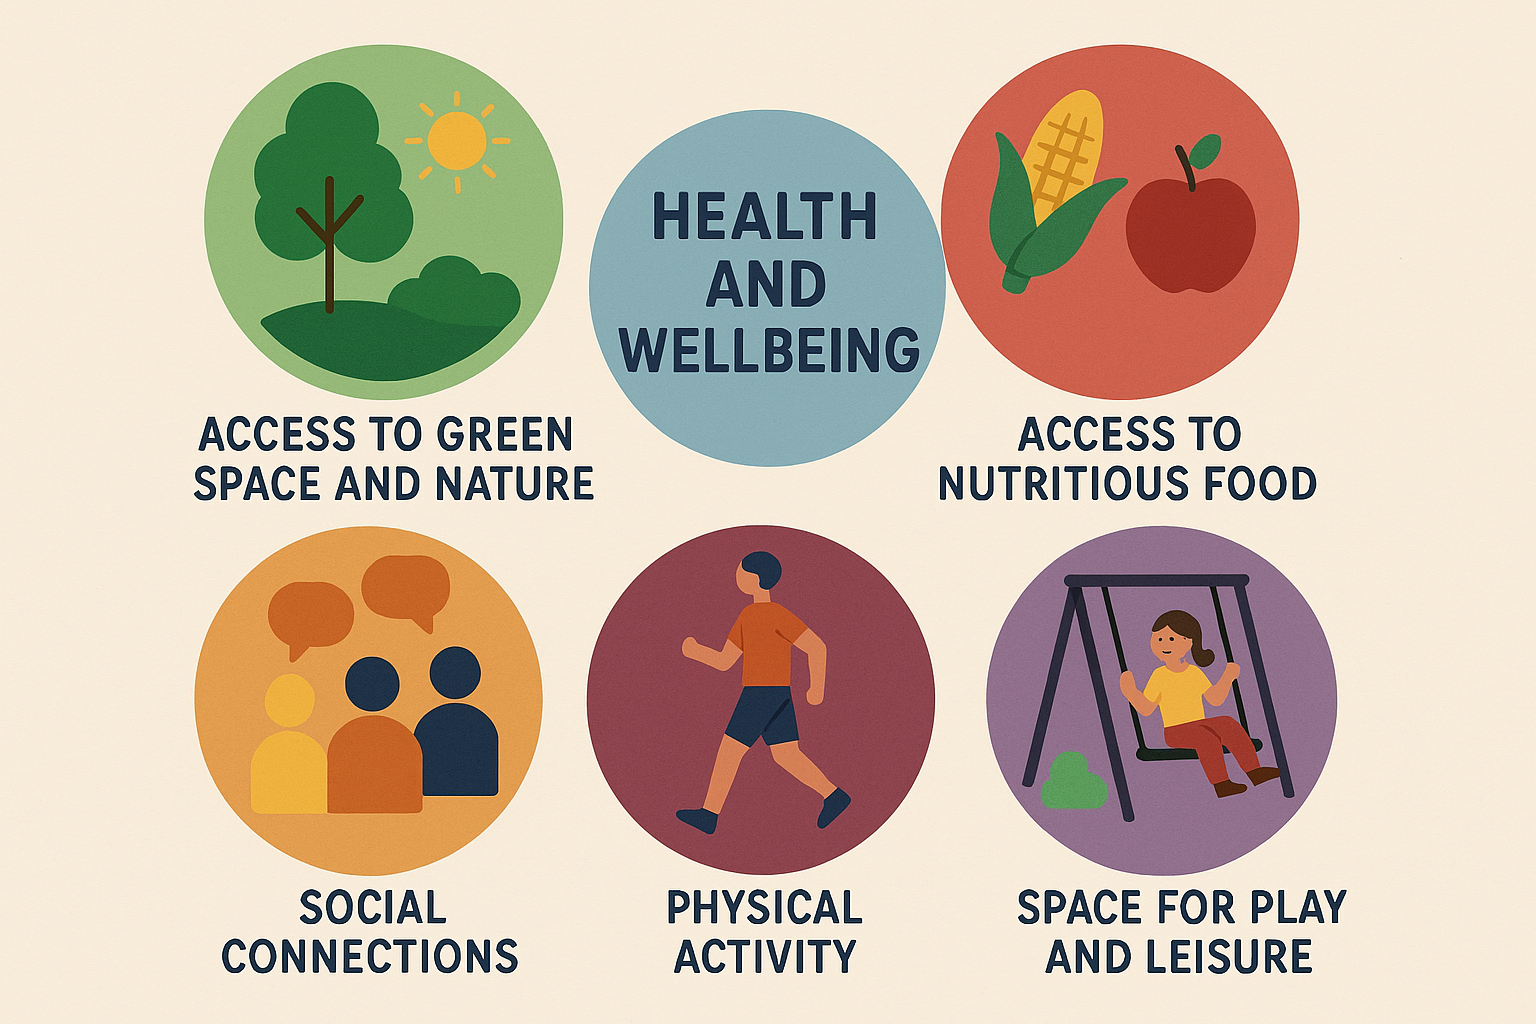 HEALTH
AND
WELLBEING
ACCESS TO GREEN
SPACE AND NATURE
ACCESS TO
NUTRITIOUS FOOD
SOCIAL
CONNECTIONS
PHYSICAL
ACTIVITY
SPACE FOR PLAY
AND LEISURE